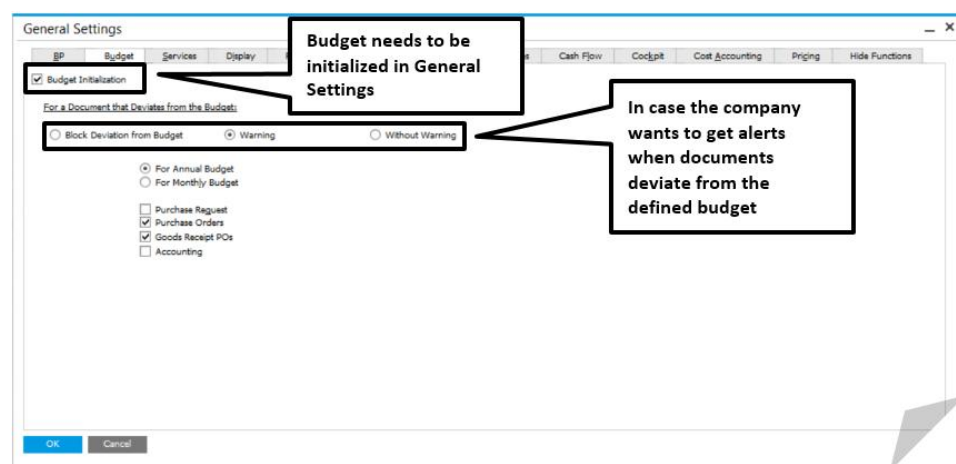 General Settings
BP Budget Services Display Cash Flow Cockpit Cost Accounting Pricing Hide Functions
Budget needs to be
initialized in General
Settings
Budget Initialization
For a Document that Deviates from the Budget:
Block Deviation from Budget Warning Without Warning
In case the company
wants to get alerts
when documents
deviate from the
defined budget
For Annual Budget
For Monthly Budget
Purchase Request
Purchase Orders
Goods Receipt POs
Accounting
OK Cancel